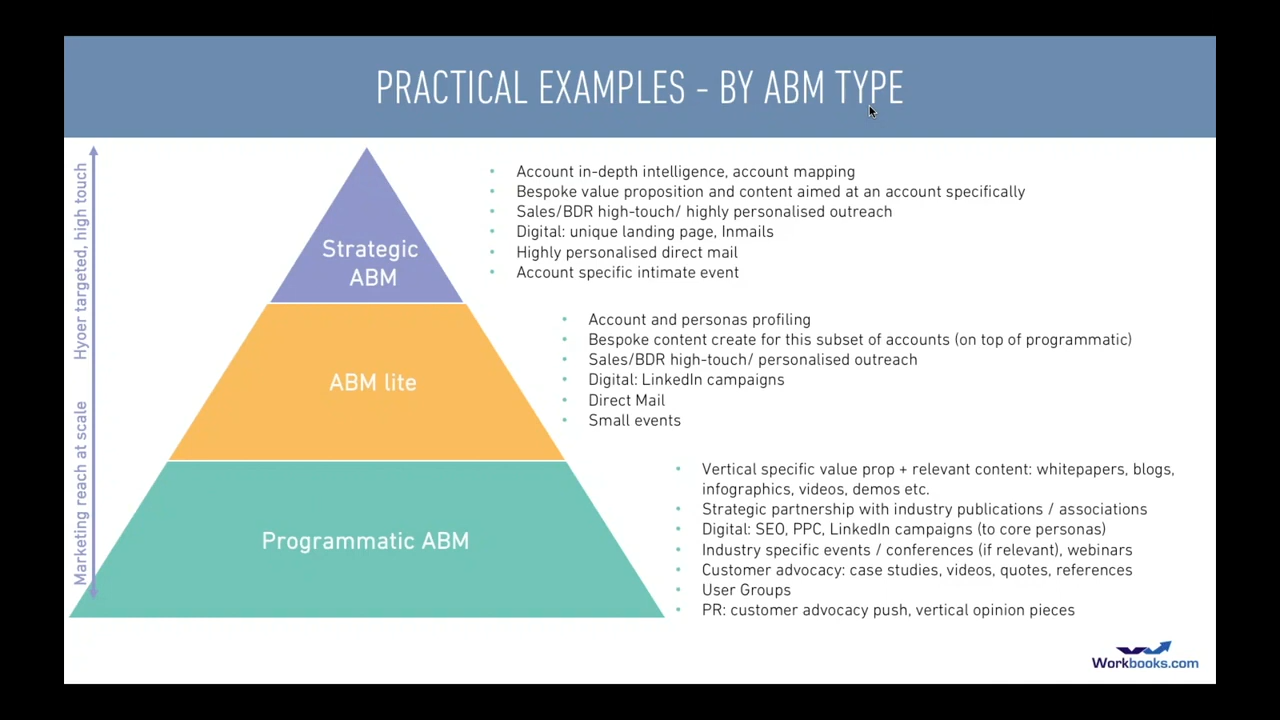 PRACTICAL EXAMPLES - BY ABM TYPE
Hyoer targeted, high touch
Marketing reach at scale
Strategic
ABM
• Account in-depth intelligence, account mapping
• Bespoke value proposition and content aimed at an account specifically
• Sales/BDR high-touch/ highly personalised outreach
• Digital: unique landing page, Inmails
• Highly personalised direct mail
• Account specific intimate event
ABM lite
• Account and personas profiling
• Bespoke content create for this subset of accounts (on top of programmatic)
• Sales/BDR high-touch/ personalised outreach
• Digital: LinkedIn campaigns
• Direct Mail
• Small events
Programmatic ABM
• Vertical specific value prop + relevant content: whitepapers, blogs,
infographics, videos, demos etc.
• Strategic partnership with industry publications / associations
• Digital: SEO, PPC, LinkedIn campaigns (to core personas)
• Industry specific events / conferences (if relevant), webinars
• Customer advocacy: case studies, videos, quotes, references
• User Groups
• PR: customer advocacy push, vertical opinion pieces
Workbooks.com